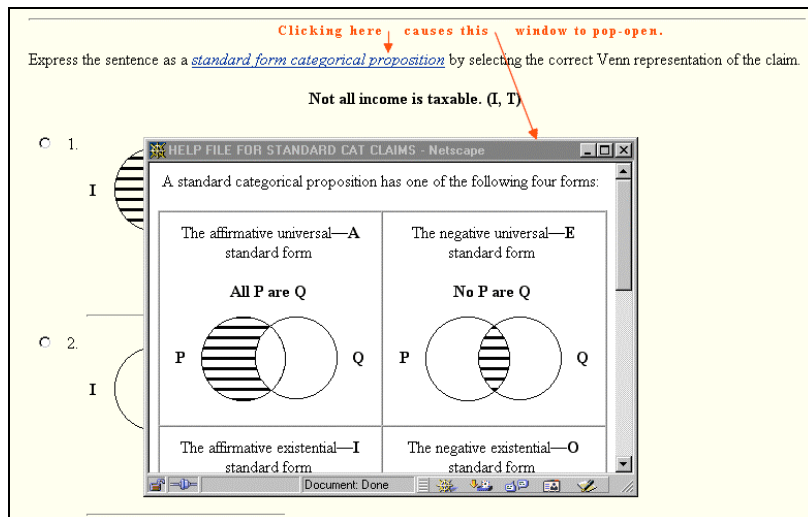 Clicking here causes this window to pop-open.
Express the sentence as a standard form categorical proposition by selecting the correct Venn representation of the claim.
Not all income is taxable. (I, T)
1.
I
HELP FILE FOR STANDARD CAT CLAIMS - Netscape
A standard categorical proposition has one of the following four forms:
The affirmative universal—A
standard form
All P are Q
P Q
The negative universal—E
standard form
No P are Q
P Q
2.
I
The affirmative existential—I
standard form
The negative existential—O
standard form
Document: Done